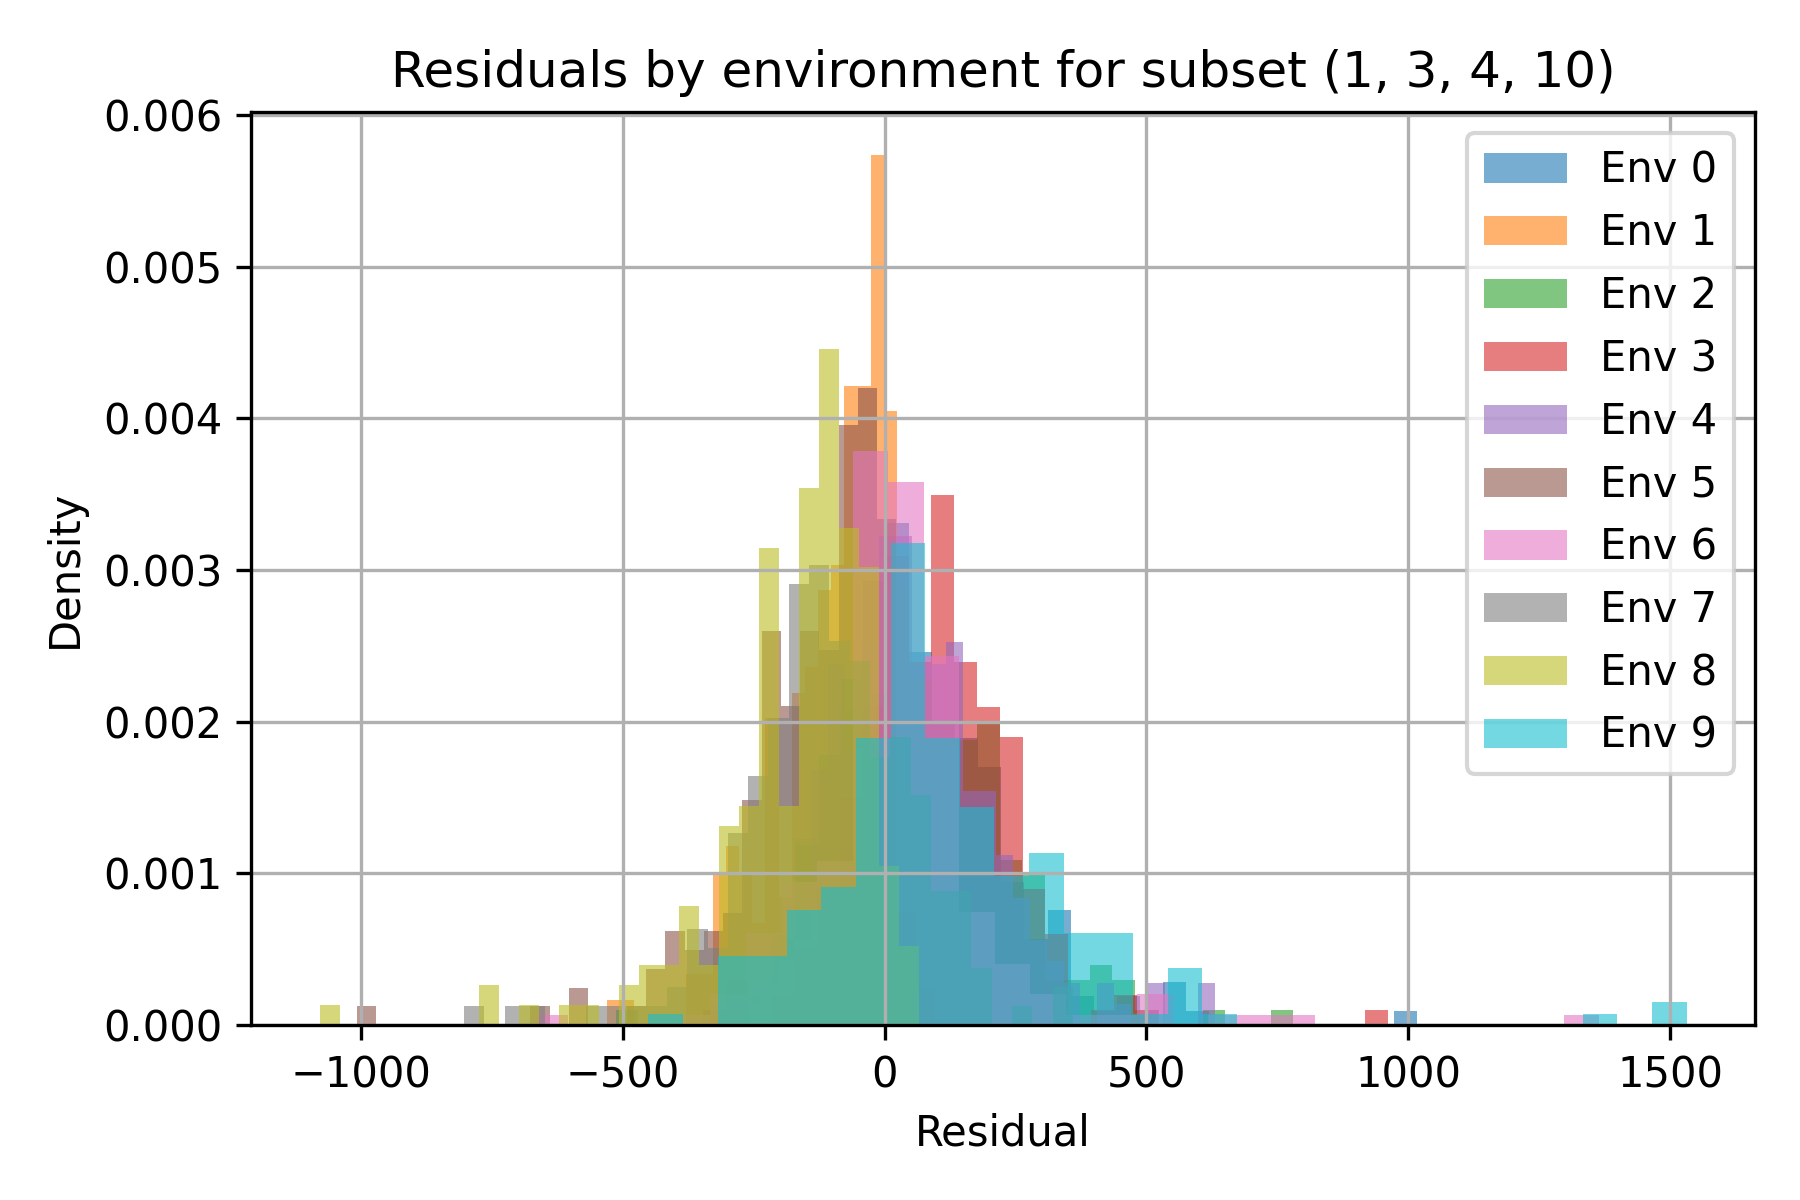 Residuals by environment for subset (1, 3, 4, 10)
0.006
0.005
0.004
0.003
0.002
0.001
0.000
Density
−1000
−500
0
500
1000
1500
Residual
Env 0
Env 1
Env 2
Env 3
Env 4
Env 5
Env 6
Env 7
Env 8
Env 9